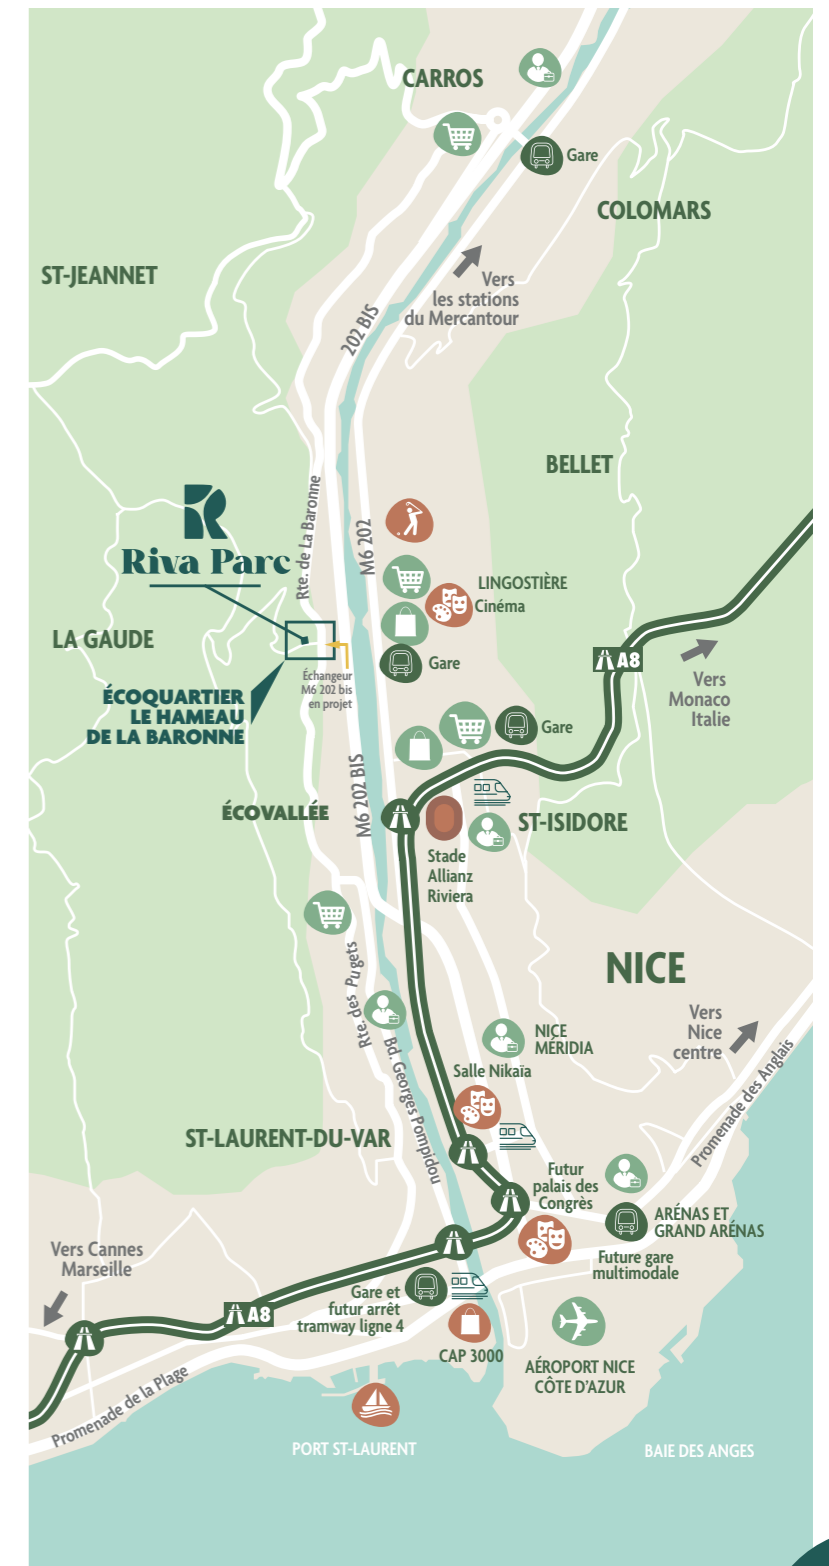 CARROS
Gare
COLOMARS
ST-JEANNET
Vers
les stations
du Mercantour
202 BIS
BELLET
Rte. de La Baronne
M6 202
Riva Parc
LINGOSTIÈRE
Cinéma
LA GAUDE
Gare
A8
Échangeur
M6 202 bis
en projet
Vers
Monaco
Italie
ÉCOQUARTIER
LE HAMEAU
DE LA BARONNE
Gare
M6 202 BIS
ÉCOVALLÉE
ST-ISIDORE
Stade
Allianz
Riviera
NICE
Rte. des Pugets
Vers
Nice
centre
NICE
MÉRIDIA
Bd. Georges Pompidou
Salle Nikaïa
Promenade des Anglais
ST-LAURENT-DU-VAR
Futur
palais des
Congrès
ARÉNAS ET
GRAND ARÉNAS
Vers Cannes
Marseille
Future gare
multimodale
Gare et
futur arrêt
tramway ligne 4
A8
CAP 3000
AÉROPORT NICE
CÔTE D'AZUR
Promenade de la Plage
PORT ST-LAURENT
BAIE DES ANGES